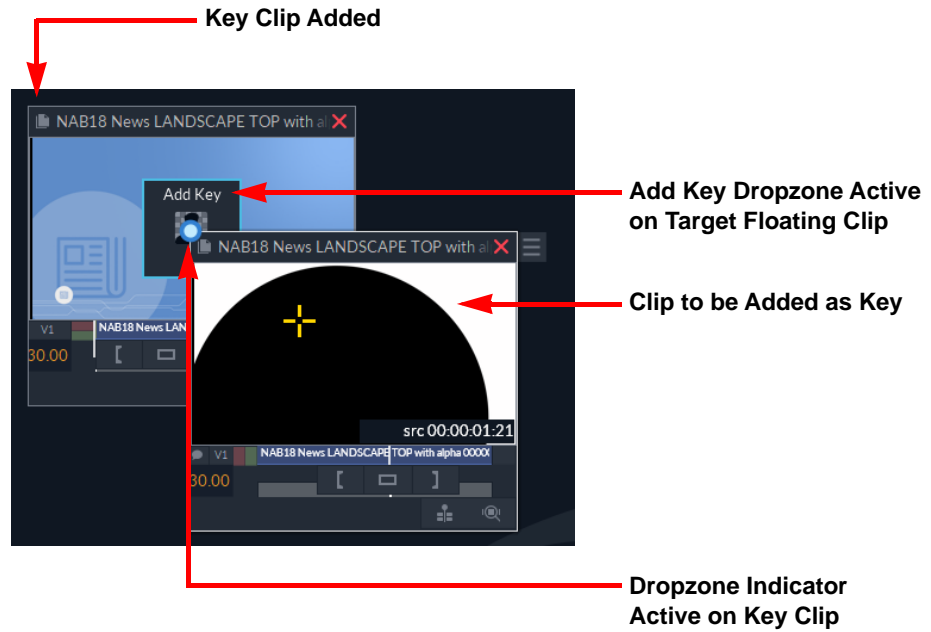 Key Clip Added
NAB18 News LANDSCAPE TOP with al
Add Key
Add Key Dropzone Active
on Target Floating Clip
NAB18 News LANDSCAPE TOP with al
Clip to be Added as Key
V1
NAB18 News LAN
30.00
src 00:00:01:21
V1
NAB18 News LANDSCAPE TOP with alpha 0000
30.00
Dropzone Indicator
Active on Key Clip